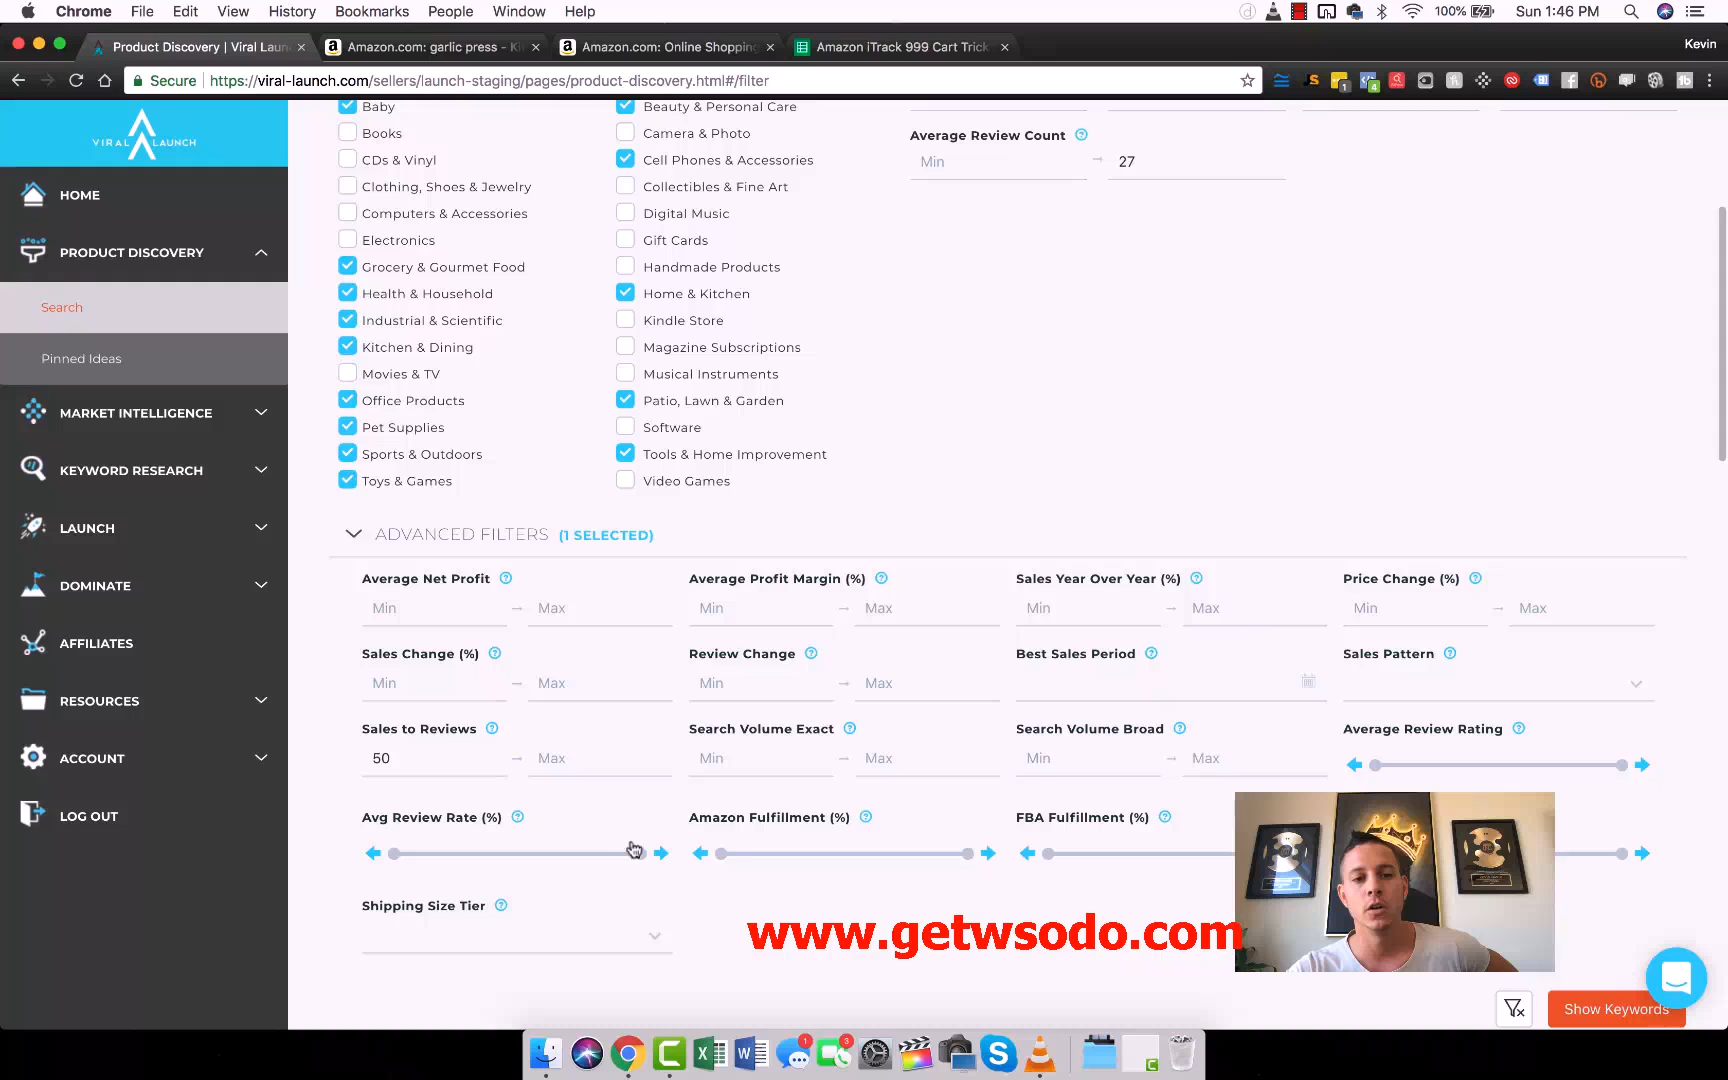 Chrome File Edit View History Bookmarks People Window Help 100% Sun 1:46 PM
Product Discovery | Viral Laun Amazon.com: garlic press - Ki Amazon.com: Online Shopping Amazon iTrack 999 Cart Trick Kevin
Secure https://viral-launch.com/sellers/launch-staging/pages/product-discovery.html#/filter
VIRAL LAUNCH
HOME
PRODUCT DISCOVERY
Search
Pinned Ideas
MARKET INTELLIGENCE
KEYWORD RESEARCH
LAUNCH
DOMINATE
AFFILIATES
RESOURCES
ACCOUNT
LOG OUT
Baby Beauty & Personal Care
Books Camera & Photo
CDs & Vinyl Cell Phones & Accessories
Clothing, Shoes & Jewelry Collectibles & Fine Art
Computers & Accessories Digital Music
Electronics Gift Cards
Grocery & Gourmet Food Handmade Products
Health & Household Home & Kitchen
Industrial & Scientific Kindle Store
Kitchen & Dining Magazine Subscriptions
Movies & TV Musical Instruments
Office Products Patio, Lawn & Garden
Pet Supplies Software
Sports & Outdoors Tools & Home Improvement
Toys & Games Video Games
Average Review Count
Min 27
ADVANCED FILTERS (1 SELECTED)
Average Net Profit Average Profit Margin (%) Sales Year Over Year (%) Price Change (%)
Min Max Min Max Min Max Min Max
Sales Change (%) Review Change Best Sales Period Sales Pattern
Min Max Min Max
Sales to Reviews Search Volume Exact Search Volume Broad Average Review Rating
50 Max Min Max Min Max
Avg Review Rate (%) Amazon Fulfillment (%) FBA Fulfillment (%)
Shipping Size Tier
www.getwsodo.com
Show Keywords